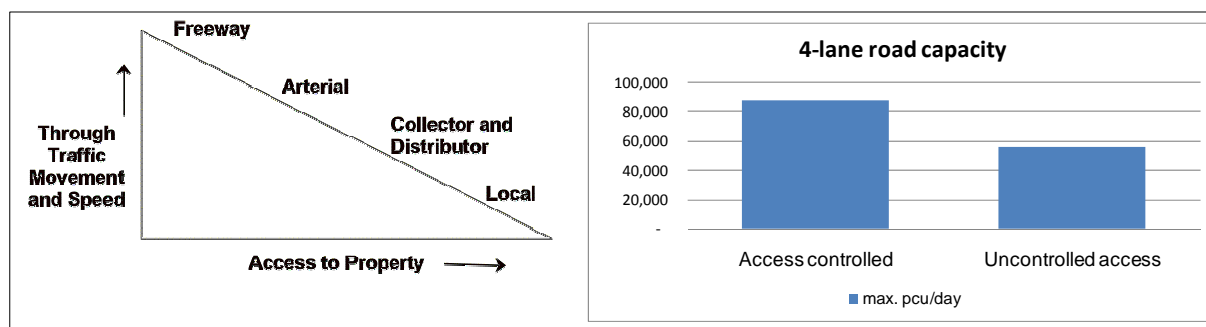 Freeway
Arterial
Collector and
Distributor
Local
Through
Traffic
Movement
and Speed
Access to Property
4-lane road capacity
100,000
80,000
60,000
40,000
20,000
-
Access controlled
Uncontrolled access
max. pcu/day